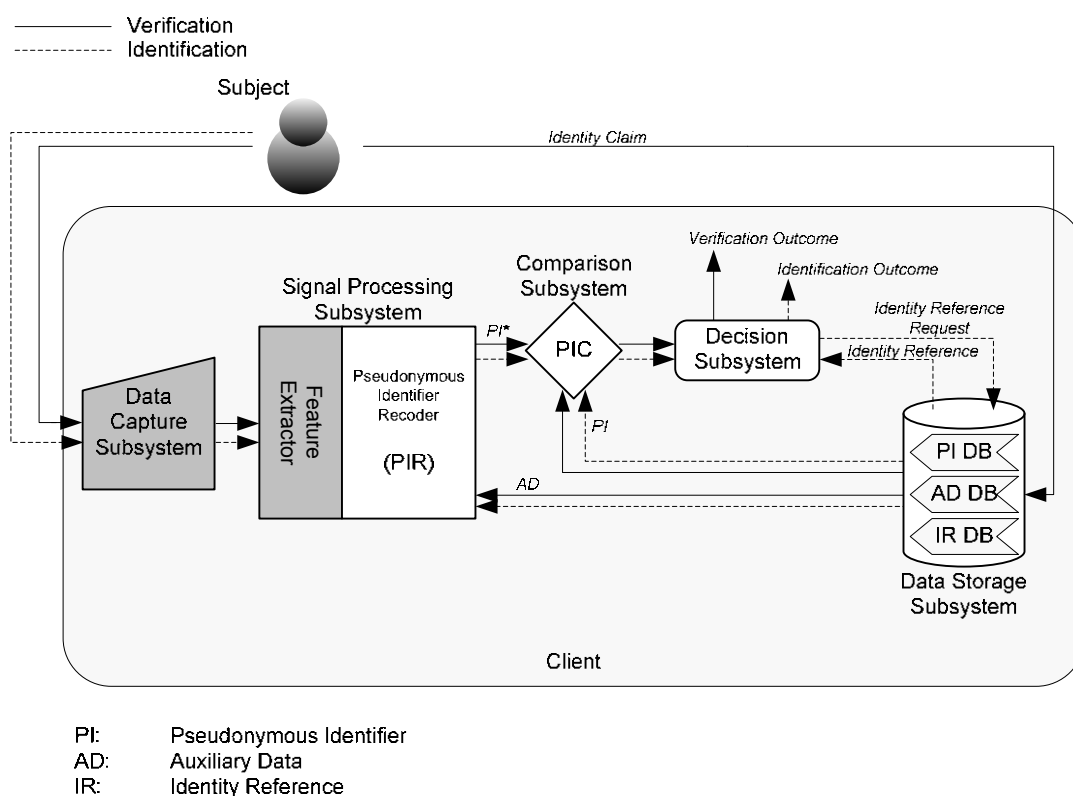 Verification
Identification
Subject
Identity Claim
Verification Outcome
Comparison
Subsystem
Identification Outcome
Signal Processing
Subsystem
Identity Reference
Request
PI*
PIC
Decision
Subsystem
Identity Reference
Feature
Extractor
Pseudonymous
Identifier
Recoder
(PIR)
Data
Capture
Subsystem
PI
PI DB
AD
AD DB
IR DB
Data Storage
Subsystem
Client
PI: Pseudonymous Identifier
AD: Auxiliary Data
IR: Identity Reference